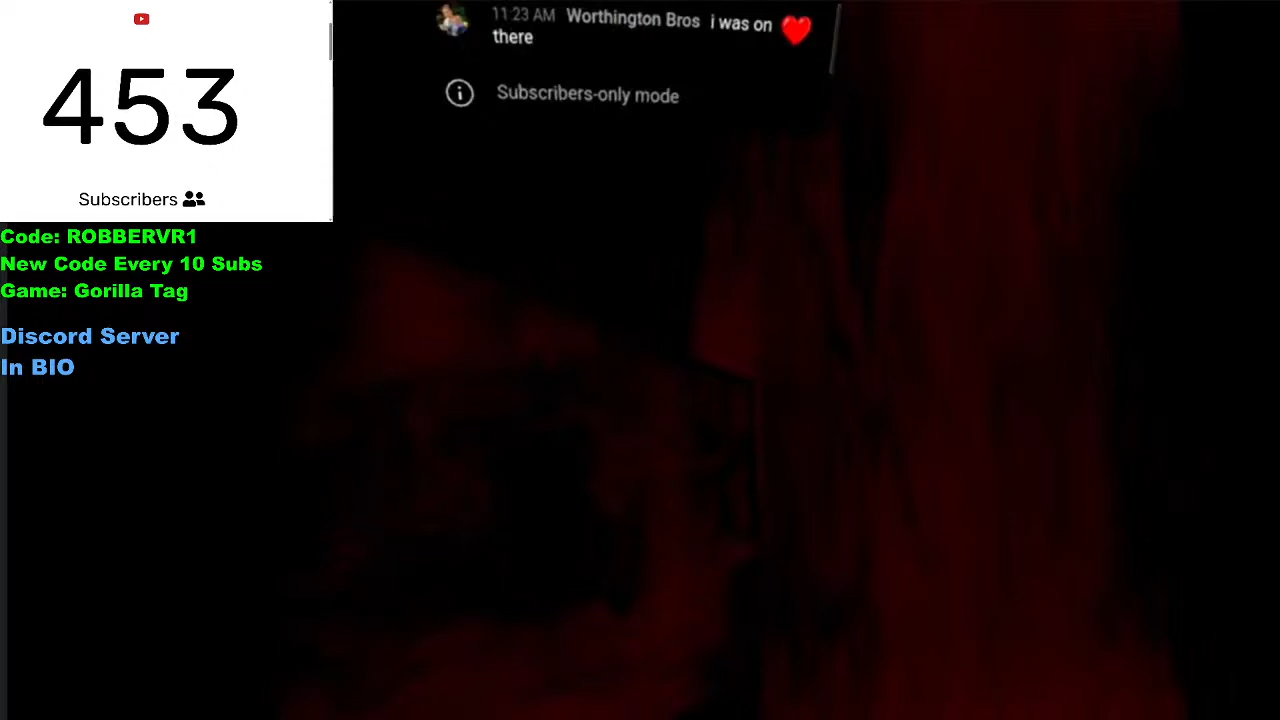 453
Subscribers
Code: ROBBERVR1
New Code Every 10 Subs
Game: Gorilla Tag
Discord Server
In BIO
11:23 AM Worthington Bros i was on
there
Subscribers-only mode